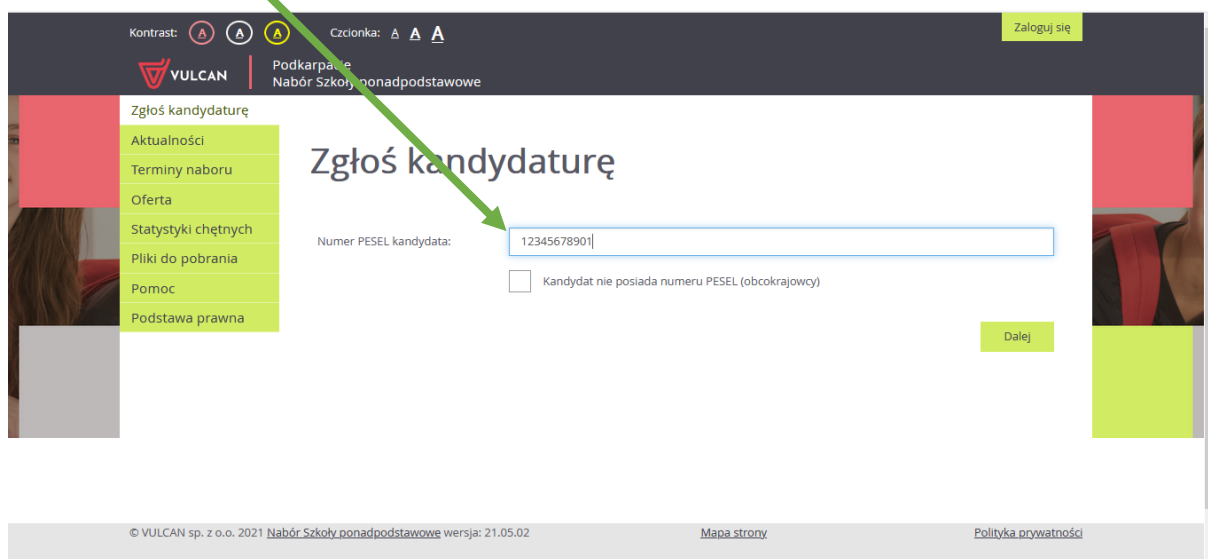 Kontrast: A A A Czcionka: A A A Zaloguj się
VULCAN
Podkarpacie
Nabór Szkoły ponadpodstawowe
Zgłoś kandydaturę
Aktualności
Terminy naboru
Oferta
Statystyki chętnych
Pliki do pobrania
Pomoc
Podstawa prawna
Zgłoś kandydaturę
Numer PESEL kandydata: 12345678901
Kandydat nie posiada numeru PESEL (obcokrajowcy)
Dalej
© VULCAN sp. z o.o. 2021 Nabór Szkoły ponadpodstawowe wersja: 21.05.02 Mapa strony Polityka prywatności